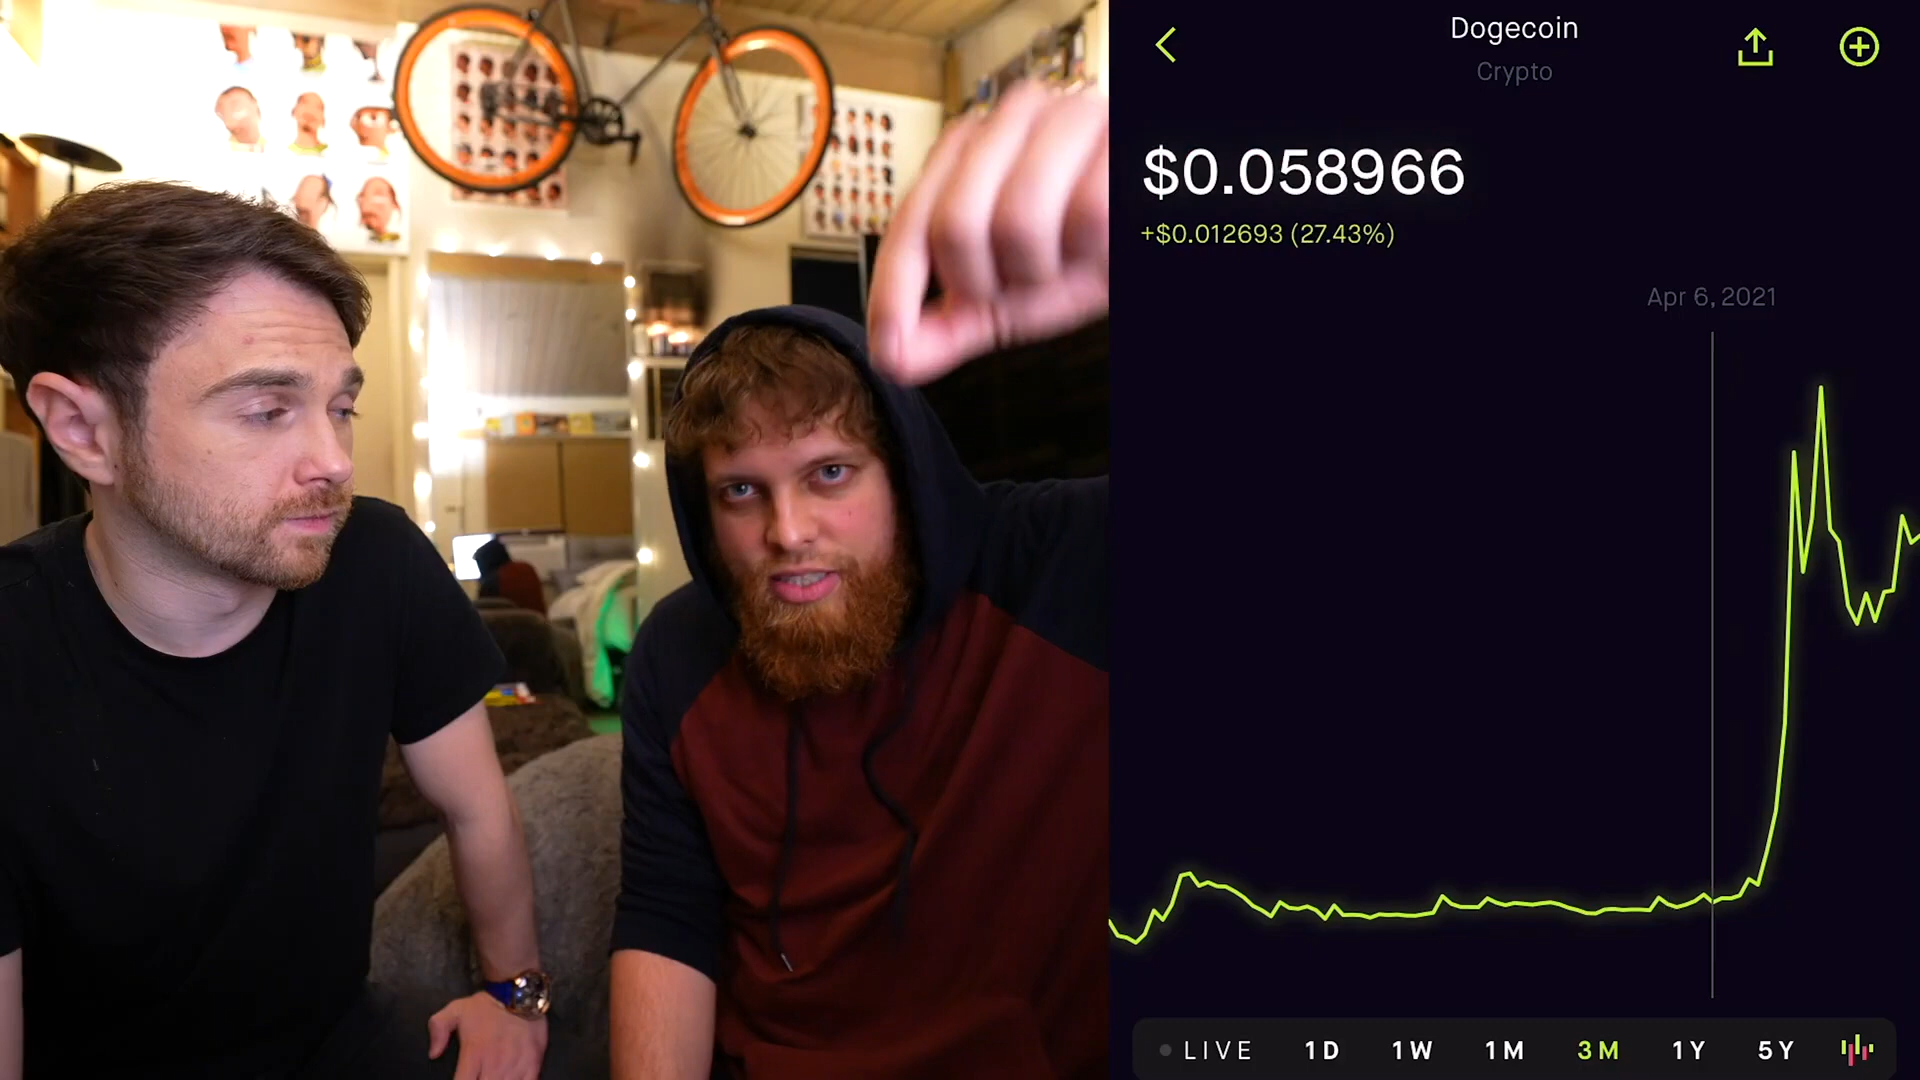 Dogecoin
Crypto
$0.058966
+$0.012693 (27.43%)
Apr 6, 2021
LIVE 1D 1W 1M 3M 1Y 5Y